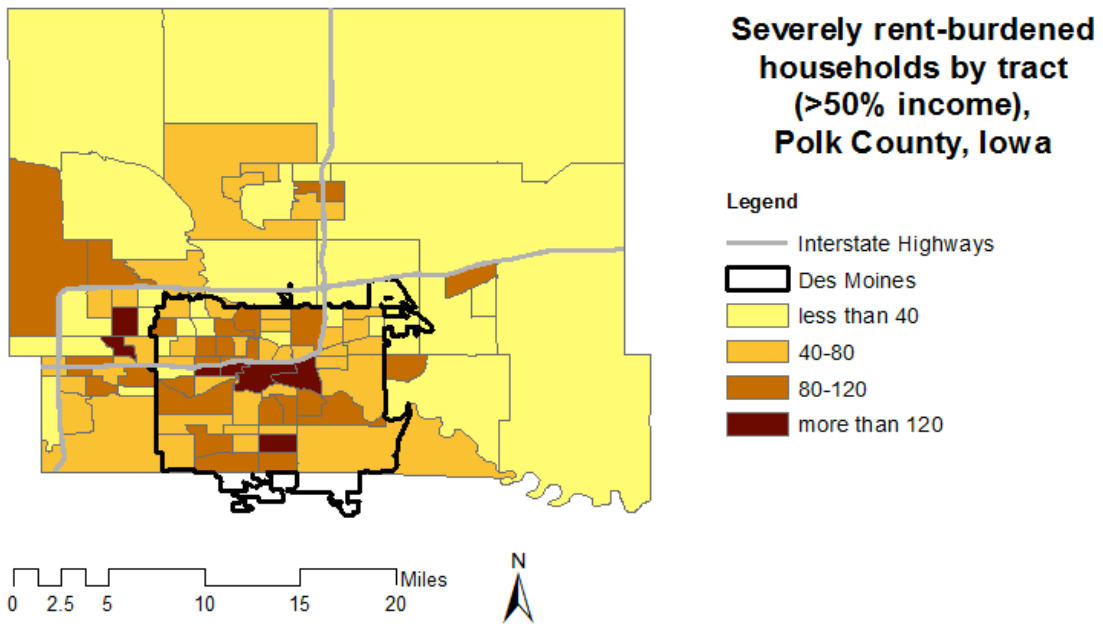 Severely rent-burdened
households by tract
(>50% income),
Polk County, Iowa
Legend
Interstate Highways
Des Moines
less than 40
40-80
80-120
more than 120
Miles
0 2.5 5 10 15 20
N